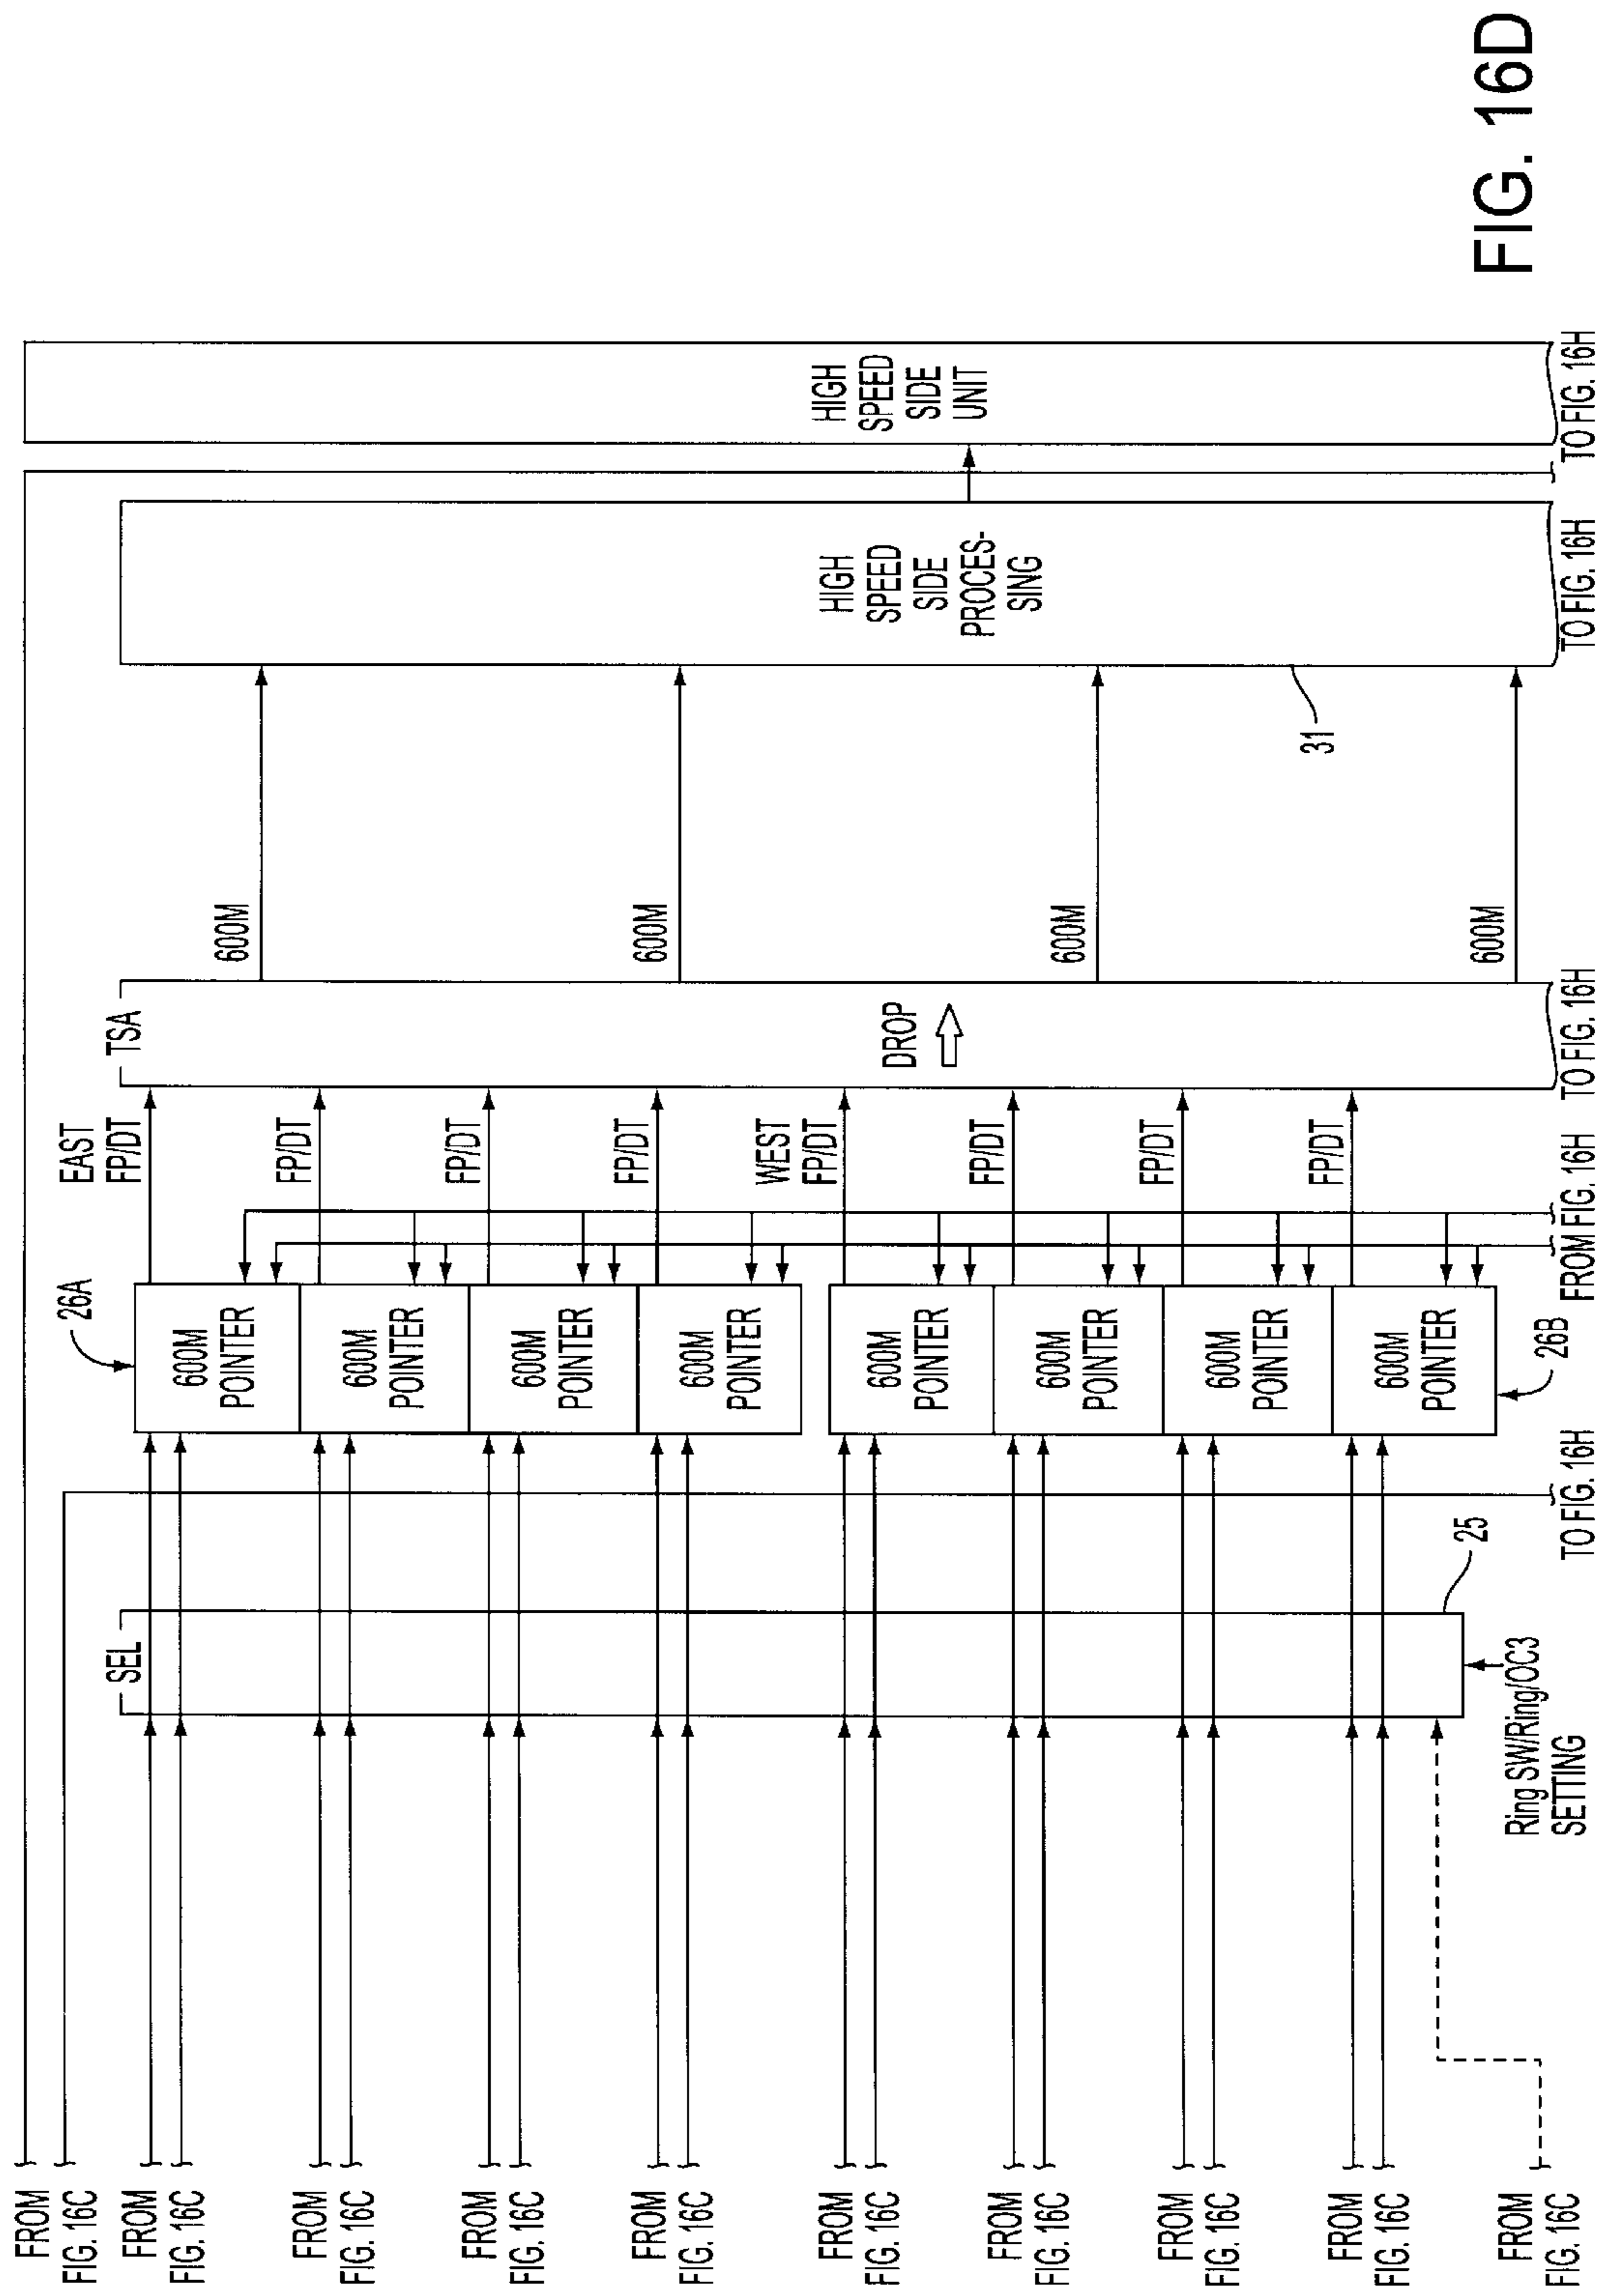 FROM
FIG. 16C
FROM
FIG. 16C
FROM
FIG. 16C
FROM
FIG. 16C
FROM
FIG. 16C
FROM
FIG. 16C
FROM
FIG. 16C
FROM
FIG. 16C
FROM
FIG. 16C
FROM
FIG. 16C
SEL
25
Ring SW/Ring/OC3
SETTING
TO FIG. 16H
26A
600M
POINTER
600M
POINTER
600M
POINTER
600M
POINTER
600M
POINTER
600M
POINTER
600M
POINTER
600M
POINTER
26B
FROM FIG. 16H
EAST
FP/DT
FP/DT
FP/DT
FP/DT
WEST
FP/DT
FP/DT
FP/DT
FP/DT
TSA
DROP
TO FIG. 16H
600M
600M
600M
600M
31
HIGH
SPEED
SIDE
PROCES-
SING
TO FIG. 16H
HIGH
SPEED
SIDE
UNIT
TO FIG. 16H
FIG. 16D